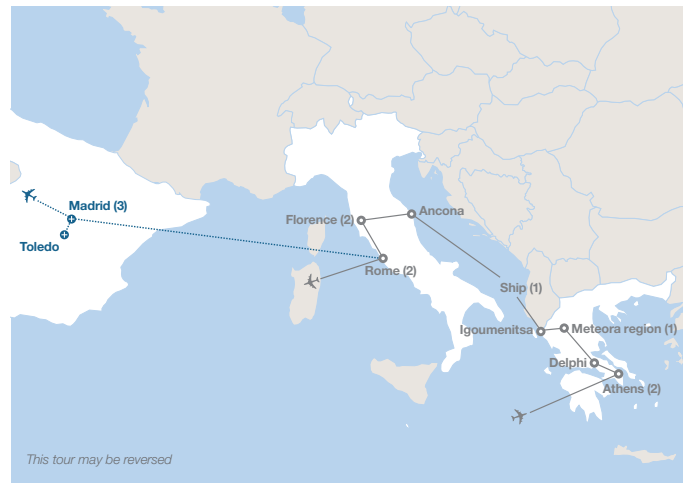 Madrid (3)
Toledo
Florence (2)
Ancona
Rome (2)
Ship (1)
Igoumenitsa
Meteora region (1)
Delphi
Athens (2)
This tour may be reversed